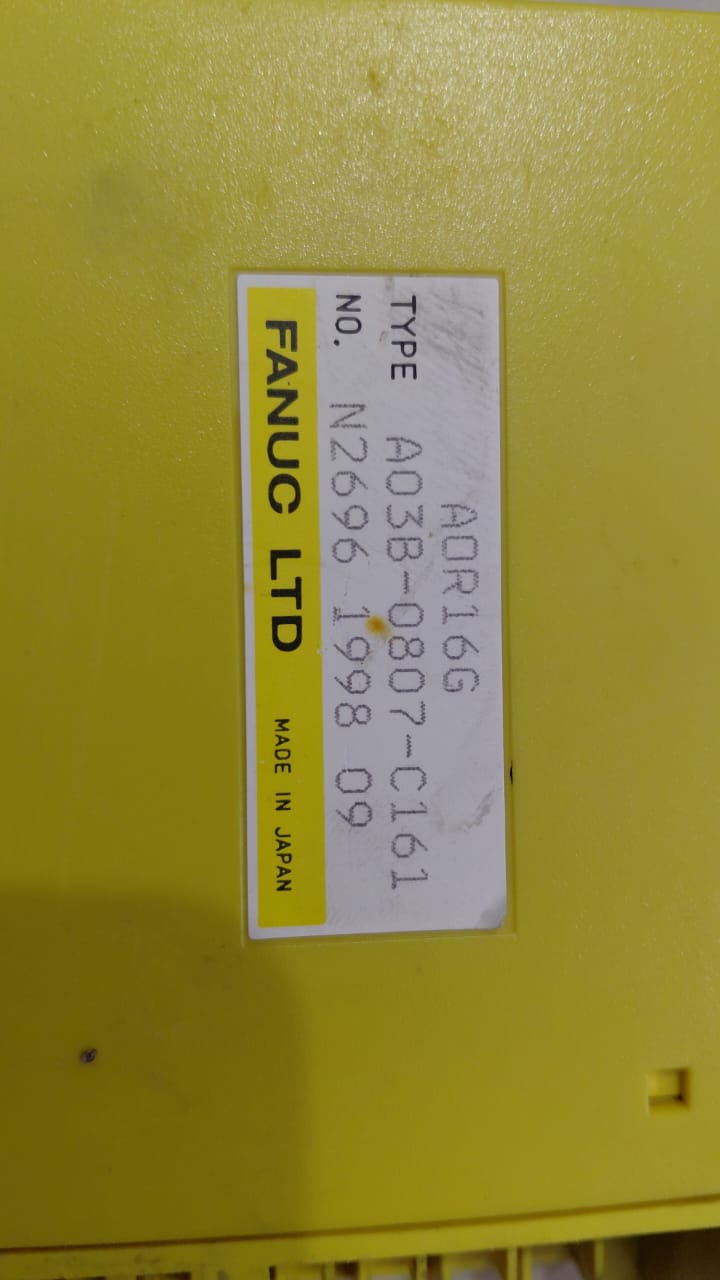 AOR16G
TYPE A03B-0807-C161
NO. N2696 1998 09
FANUC LTD MADE IN JAPAN